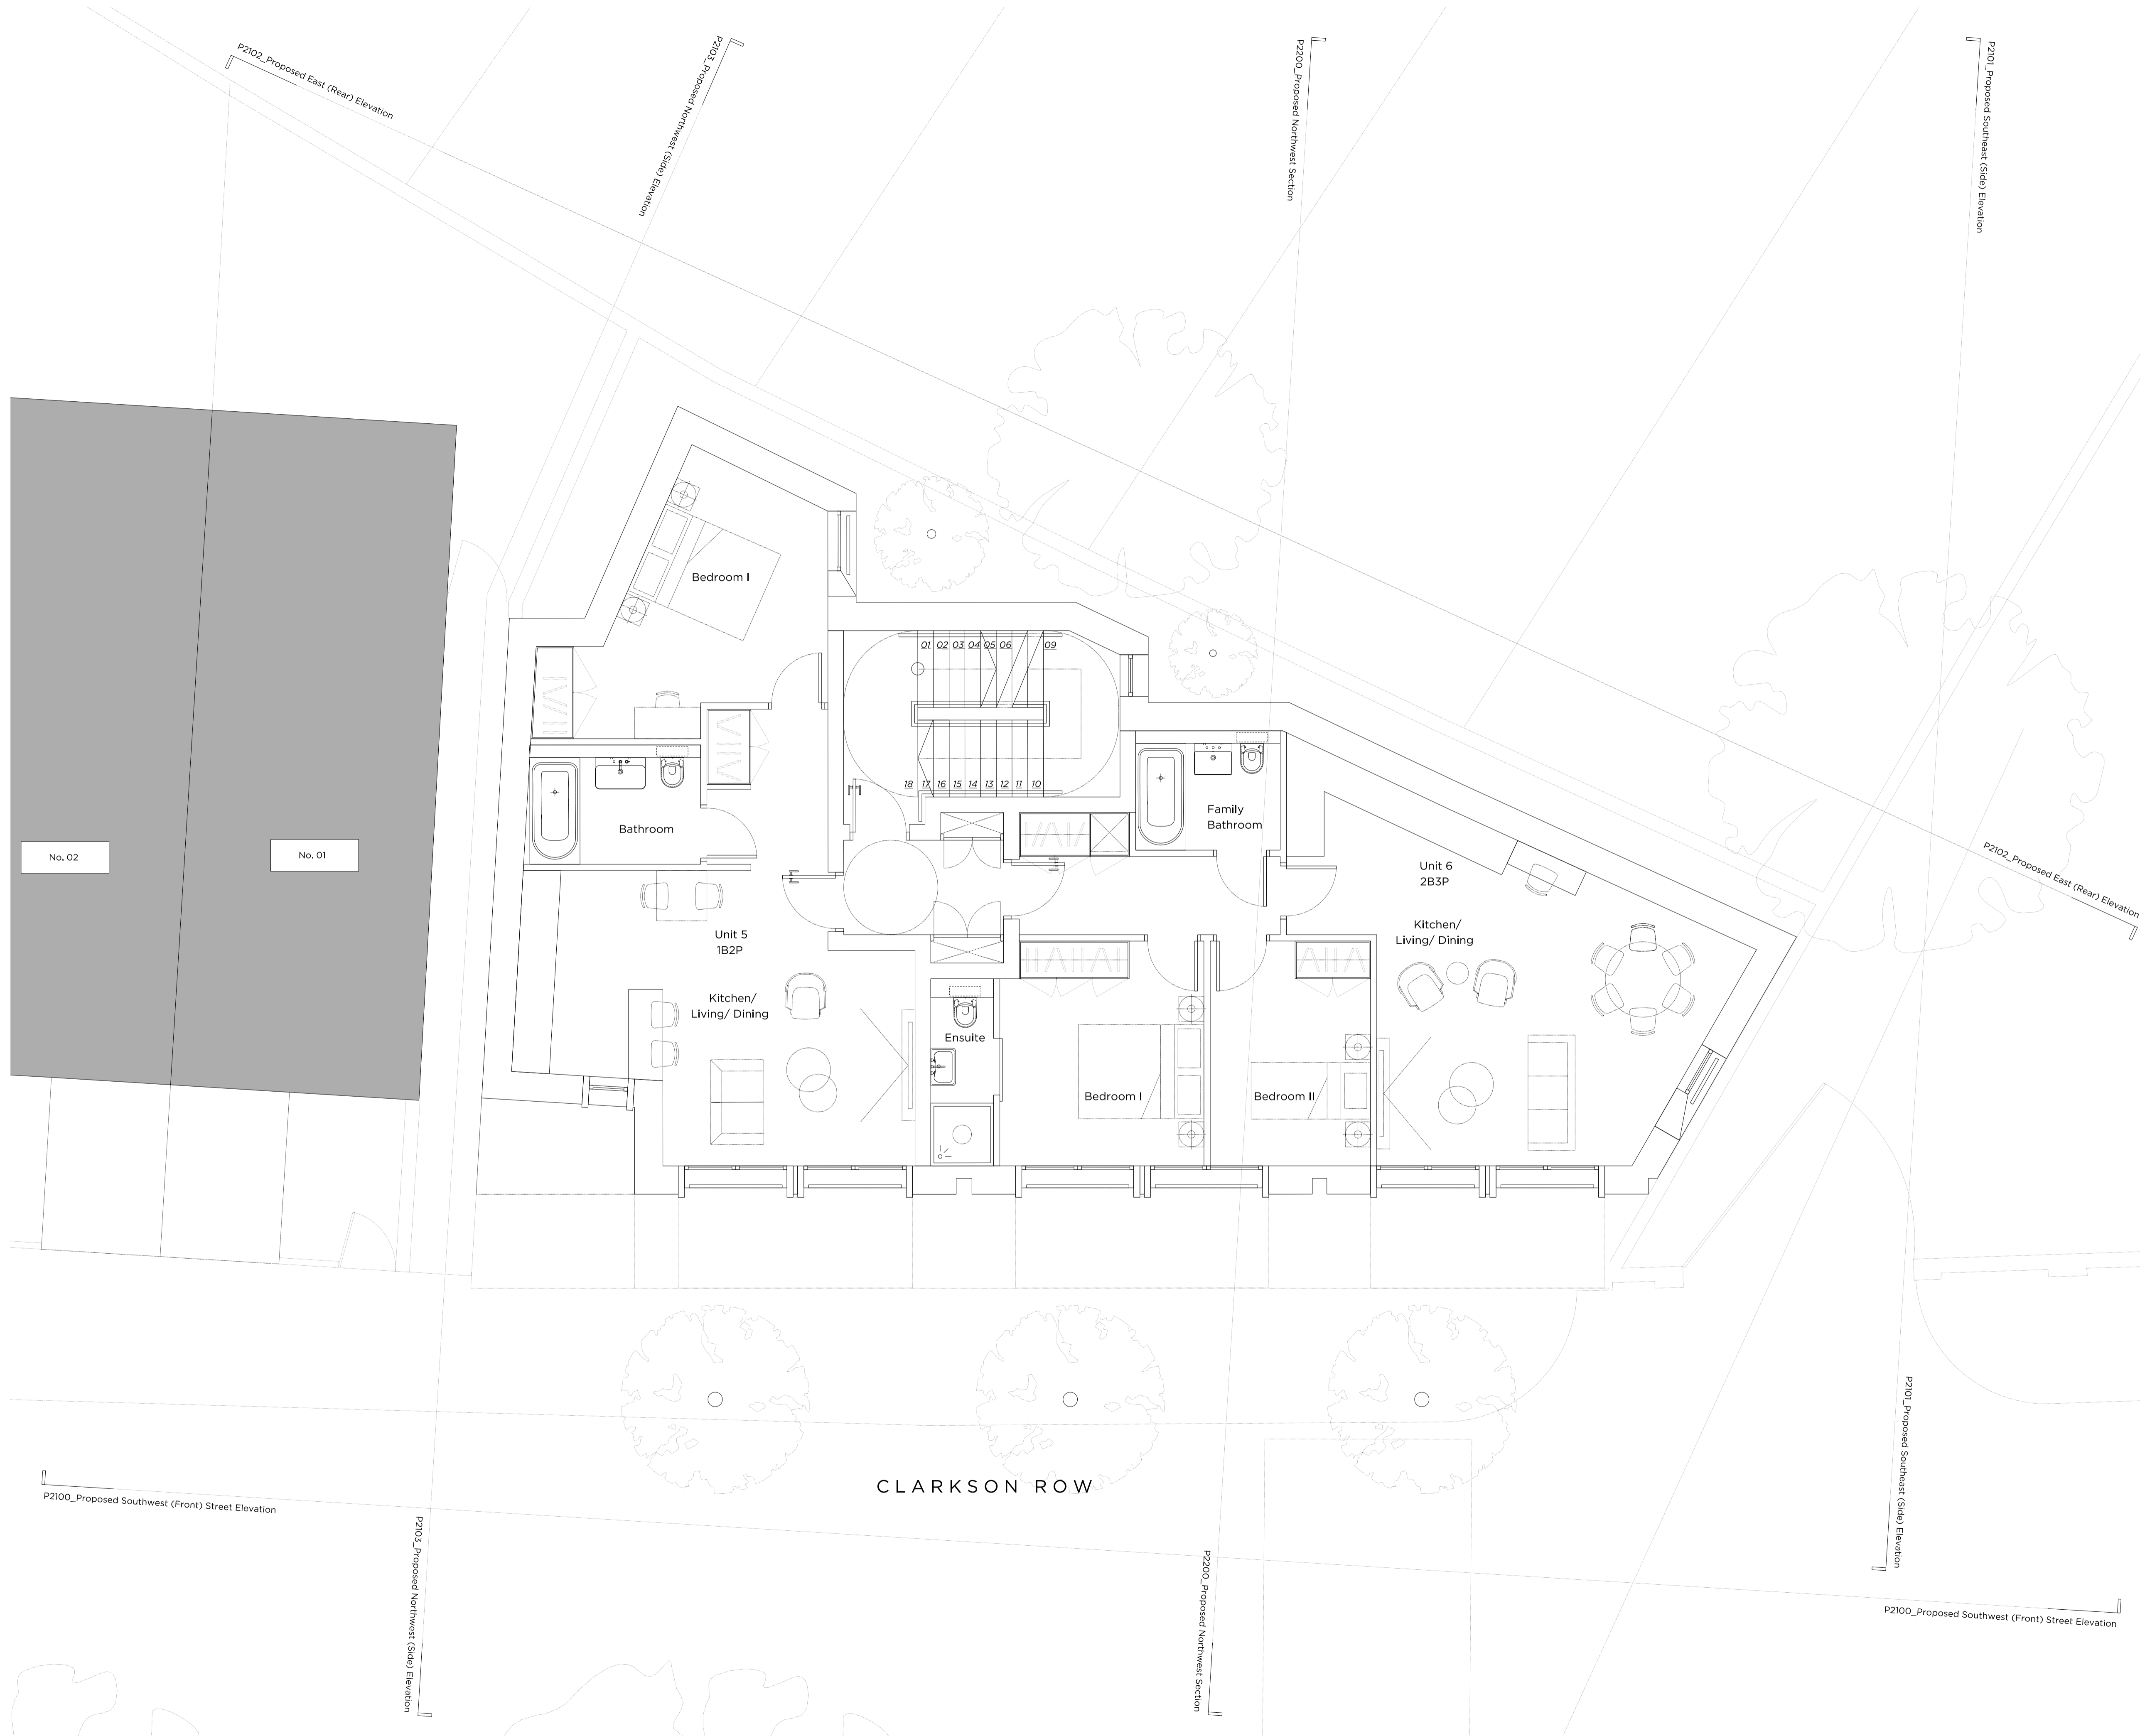 P2102_Proposed East (Rear) Elevation
P2103_Proposed Northwest (Side) Elevation
P2200_Proposed Northwest Section
P2101_Proposed Southeast (Side) Elevation
Bedroom I
01 02 03 04 05 06 09
18 17 16 15 14 13 12 11 10
Bathroom
Family
Bathroom
No. 02
No. 01
Unit 6
2B3P
Kitchen/
Living/ Dining
P2102_Proposed East (Rear) Elevation
Unit 5
1B2P
Kitchen/
Living/ Dining
Ensuite
Bedroom I
Bedroom II
CLARKSON ROW
P2100_Proposed Southwest (Front) Street Elevation
P2103_Proposed Northwest (Side) Elevation
P2200_Proposed Northwest Section
P2101_Proposed Southeast (Side) Elevation
P2100_Proposed Southwest (Front) Street Elevation